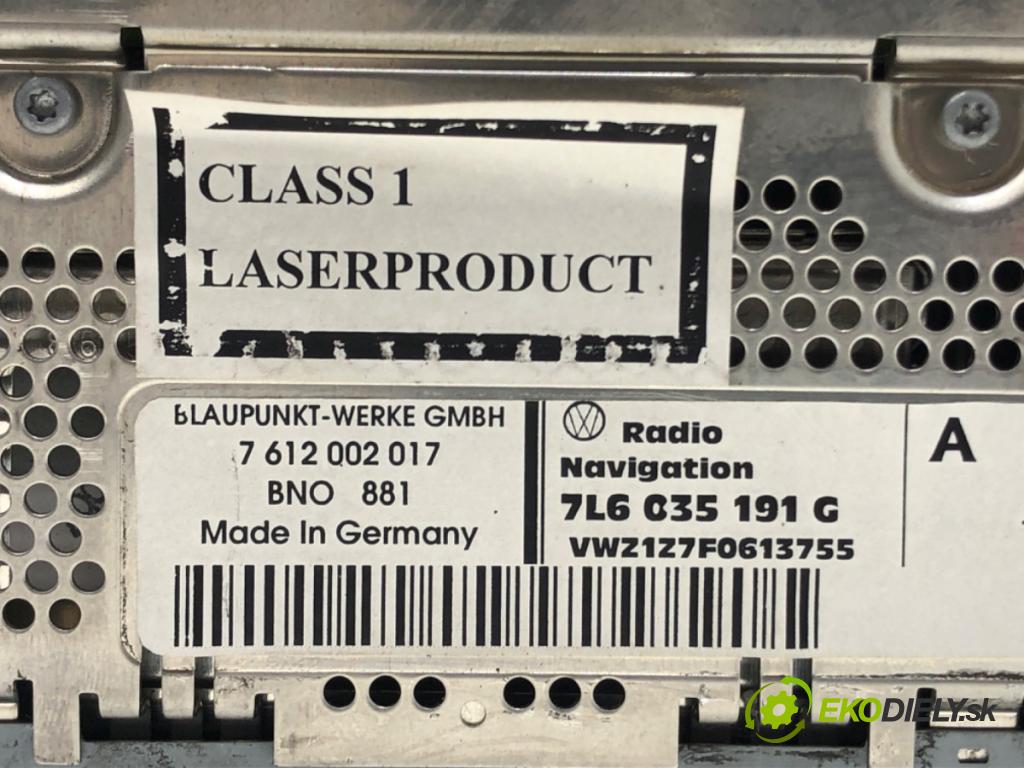 CLASS 1
LASERPRODUCT
BLAUPUNKT-WERKE GMBH
7 612 002 017
BNO 881
Made In Germany
Radio
Navigation
7L6 035 191 G
VWZ1Z7F0613755
A
EKODIELY.sk